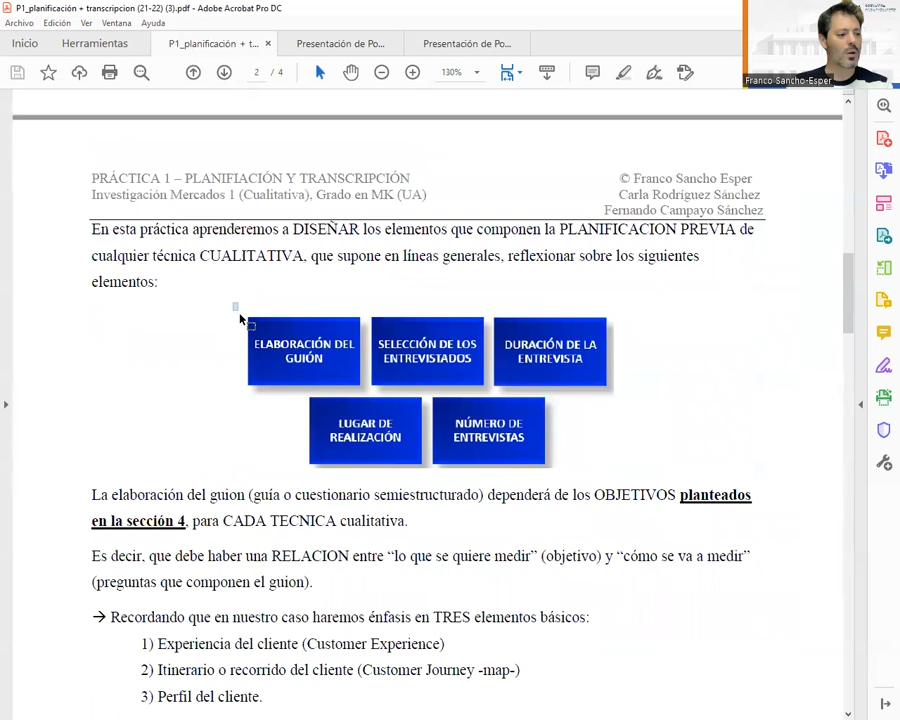 P1_planificación + transcripcion (21-22) (3).pdf - Adobe Acrobat Pro DC
Archivo Edición Ver Ventana Ayuda
Inicio Herramientas P1_planificación + t... × Presentación de Po... Presentación de Po...
2 / 4 130%
Franco Sancho-Esper
PRÁCTICA 1 – PLANIFIACIÓN Y TRANSCRIPCIÓN © Franco Sancho Esper
Investigación Mercados 1 (Cualitativa), Grado en MK (UA) Carla Rodríguez Sánchez
Fernando Campayo Sánchez
En esta práctica aprenderemos a DISEÑAR los elementos que componen la PLANIFICACION PREVIA de
cualquier técnica CUALITATIVA, que supone en líneas generales, reflexionar sobre los siguientes
elementos:
ELABORACIÓN DEL GUIÓN
SELECCIÓN DE LOS ENTREVISTADOS
DURACIÓN DE LA ENTREVISTA
LUGAR DE REALIZACIÓN
NÚMERO DE ENTREVISTAS
La elaboración del guion (guía o cuestionario semiestructurado) dependerá de los OBJETIVOS planteados
en la sección 4, para CADA TECNICA cualitativa.
Es decir, que debe haber una RELACION entre “lo que se quiere medir” (objetivo) y “cómo se va a medir”
(preguntas que componen el guion).
→ Recordando que en nuestro caso haremos énfasis en TRES elementos básicos:
1) Experiencia del cliente (Customer Experience)
2) Itinerario o recorrido del cliente (Customer Journey -map-)
3) Perfil del cliente.